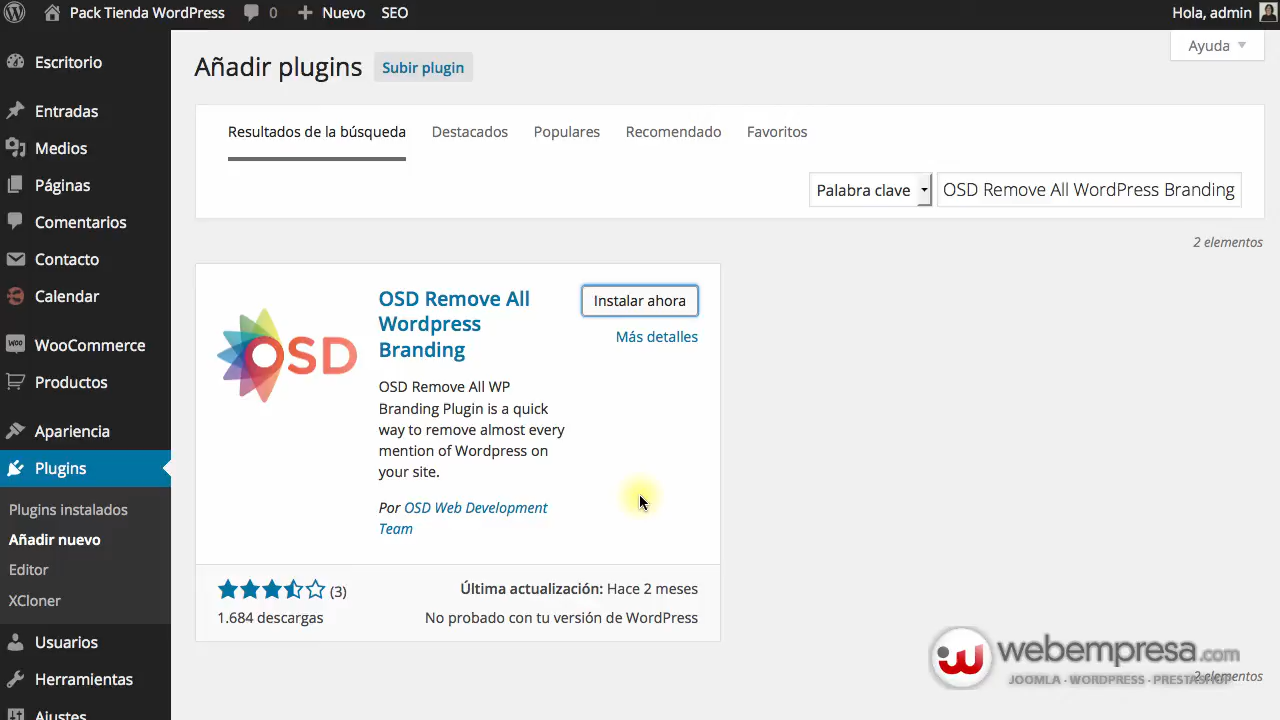 Pack Tienda WordPress 0 Nuevo SEO Hola, admin
Ayuda
Escritorio
Entradas
Medios
Páginas
Comentarios
Contacto
Calendar
WooCommerce
Productos
Apariencia
Plugins
Plugins instalados
Añadir nuevo
Editor
XCloner
Usuarios
Herramientas
Ajustes
Añadir plugins Subir plugin
Resultados de la búsqueda Destacados Populares Recomendado Favoritos
Palabra clave OSD Remove All WordPress Branding
2 elementos
OSD
OSD Remove All
Wordpress
Branding
Instalar ahora
Más detalles
OSD Remove All WP
Branding Plugin is a quick
way to remove almost every
mention of Wordpress on
your site.
Por OSD Web Development
Team
(3) Última actualización: Hace 2 meses
1.684 descargas No probado con tu versión de WordPress
webempresa.com
JOOMLA · WORDPRESS · PRESTASHOP
2 elementos